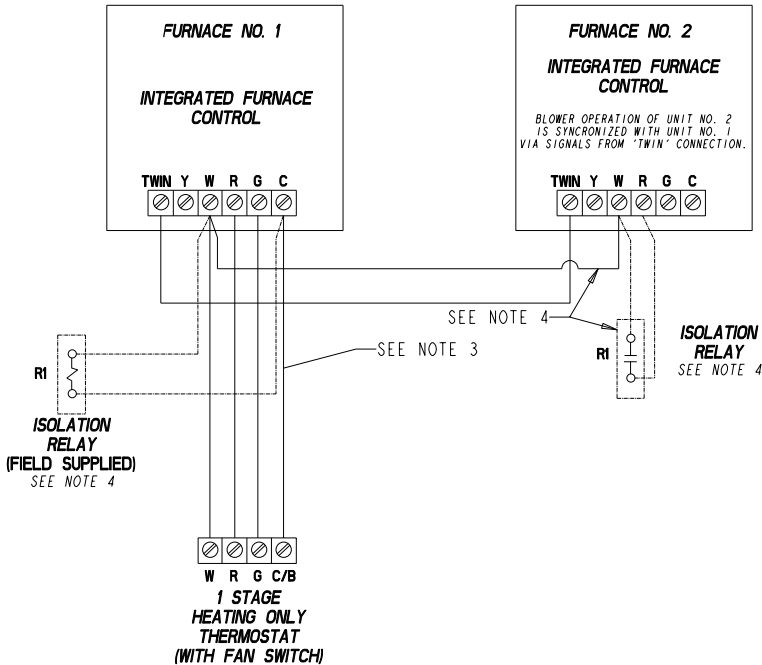 FURNACE NO. 1
INTEGRATED FURNACE
CONTROL
TWIN Y W R G C
FURNACE NO. 2
INTEGRATED FURNACE
CONTROL
BLOWER OPERATION OF UNIT NO. 2
IS SYNCRONIZED WITH UNIT NO. 1
VIA SIGNALS FROM 'TWIN' CONNECTION.
TWIN Y W R G C
SEE NOTE 4
SEE NOTE 3
R1
ISOLATION
RELAY
(FIELD SUPPLIED)
SEE NOTE 4
R1
ISOLATION
RELAY
SEE NOTE 4
W R G C/B
1 STAGE
HEATING ONLY
THERMOSTAT
(WITH FAN SWITCH)